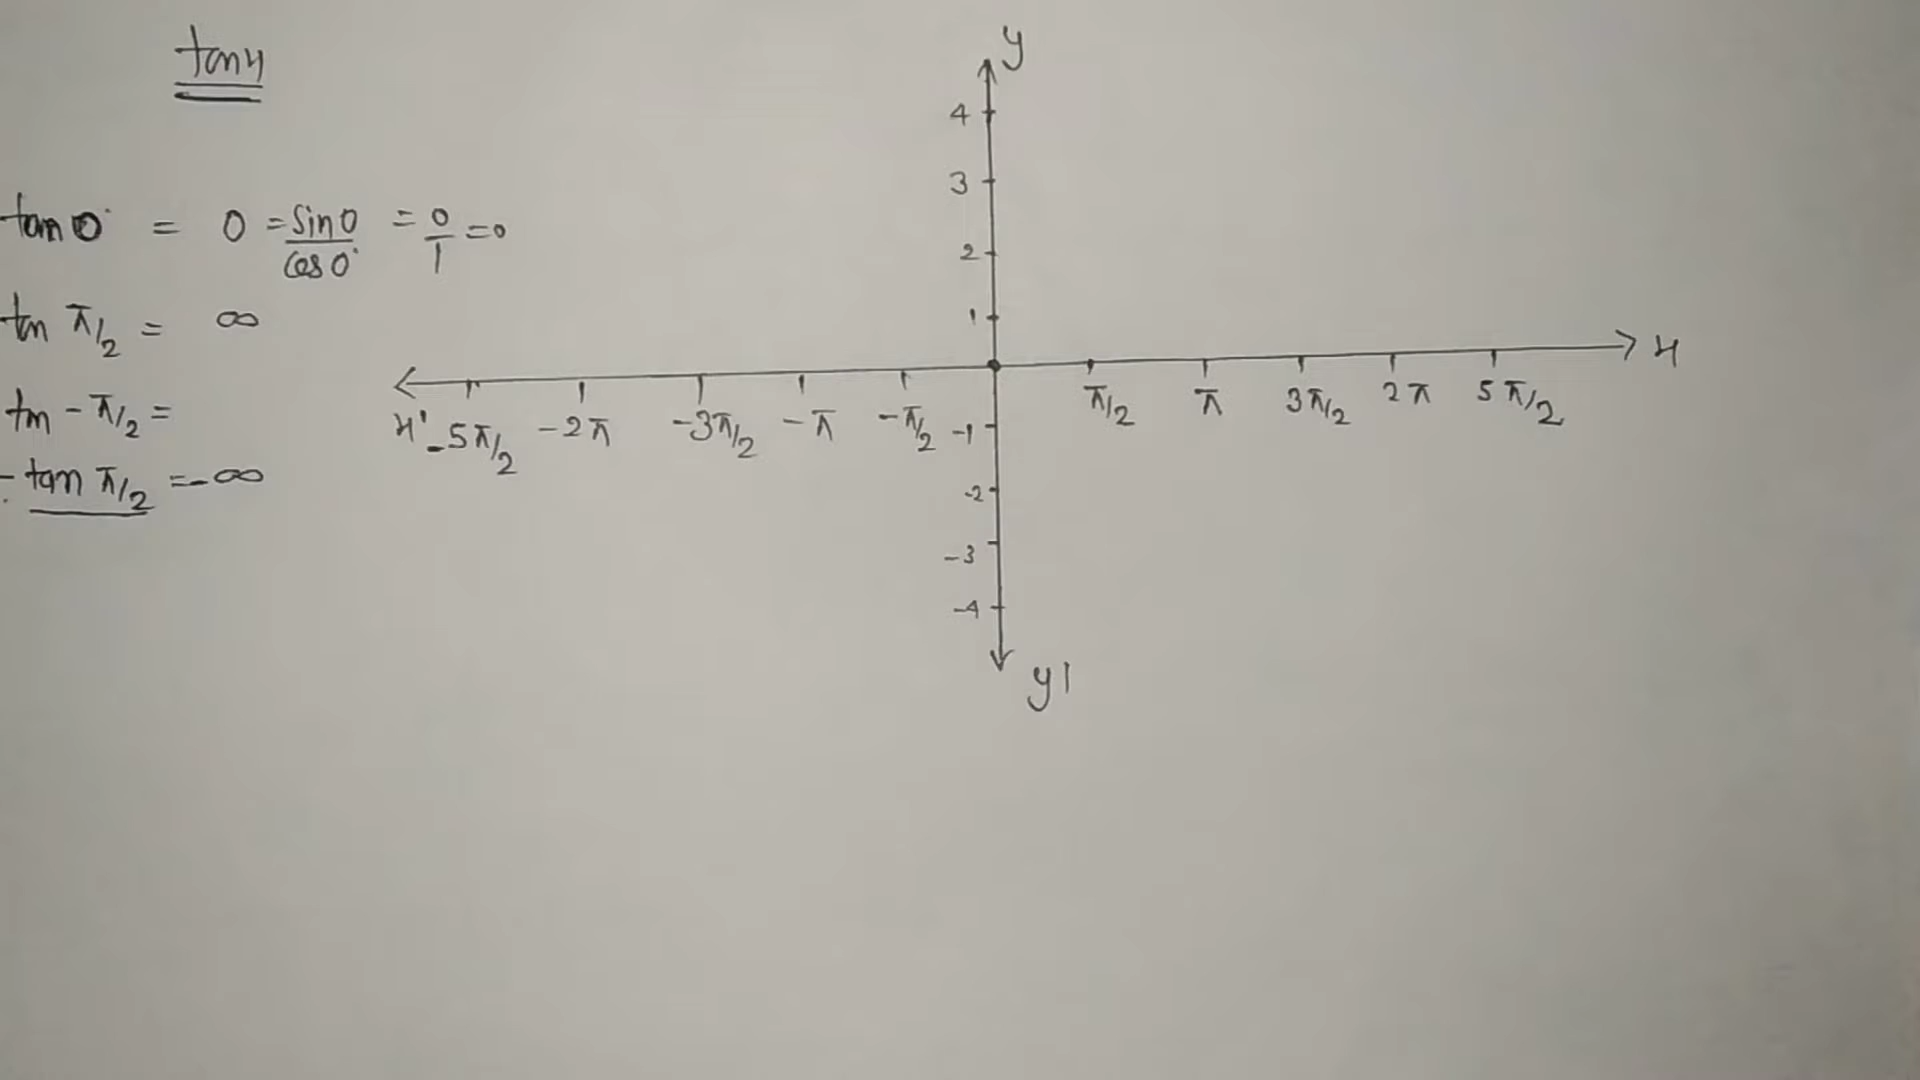 tan x
tan 0° = 0 = sin 0 / cos 0° = 0/1 = 0
tan π/2 = ∞
tan - π/2 =
- tan π/2 = - ∞
y
4
3
2
1
x
x' -5π/2 -2π -3π/2 -π -π/2 π/2 π 3π/2 2π 5π/2
-1
-2
-3
-4
y'